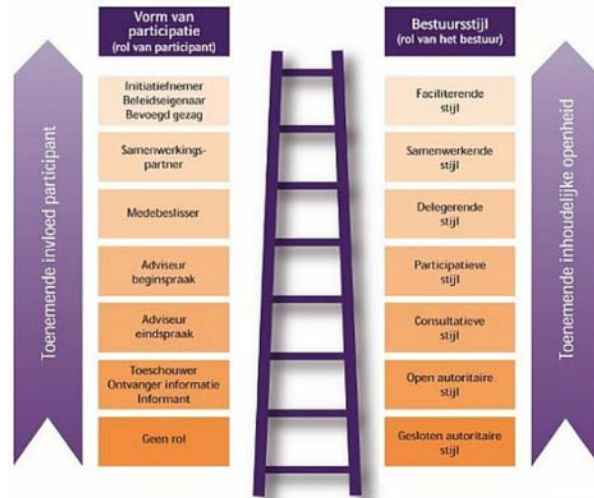 Vorm van
participatie
(rol van participant)
Bestuursstijl
(rol van het bestuur)
Toenemende invloed participant
Initiatiefnemer
Beleidseigenaar
Bevoegd gezag
Faciliterende
stijl
Samenwerkings-
partner
Samenwerkende
stijl
Medebeslisser
Delegerende
stijl
Adviseur
beginspraak
Participatieve
stijl
Adviseur
eindspraak
Consultatieve
stijl
Toeschouwer
Ontvanger informatie
Informant
Open autoritaire
stijl
Geen rol
Gesloten autoritaire
stijl
Toenemende inhoudelijke openheid